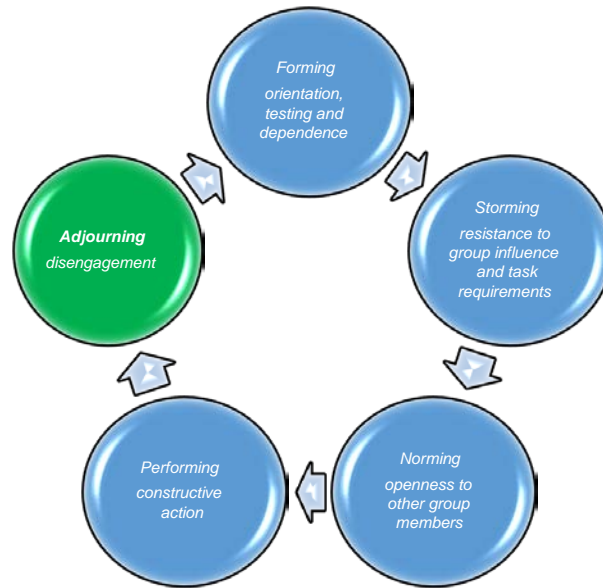 Forming
orientation,
testing and
dependence
Storming
resistance to
group influence
and task
requirements
Norming
openness to
other group
members
Performing
constructive
action
Adjourning
disengagement